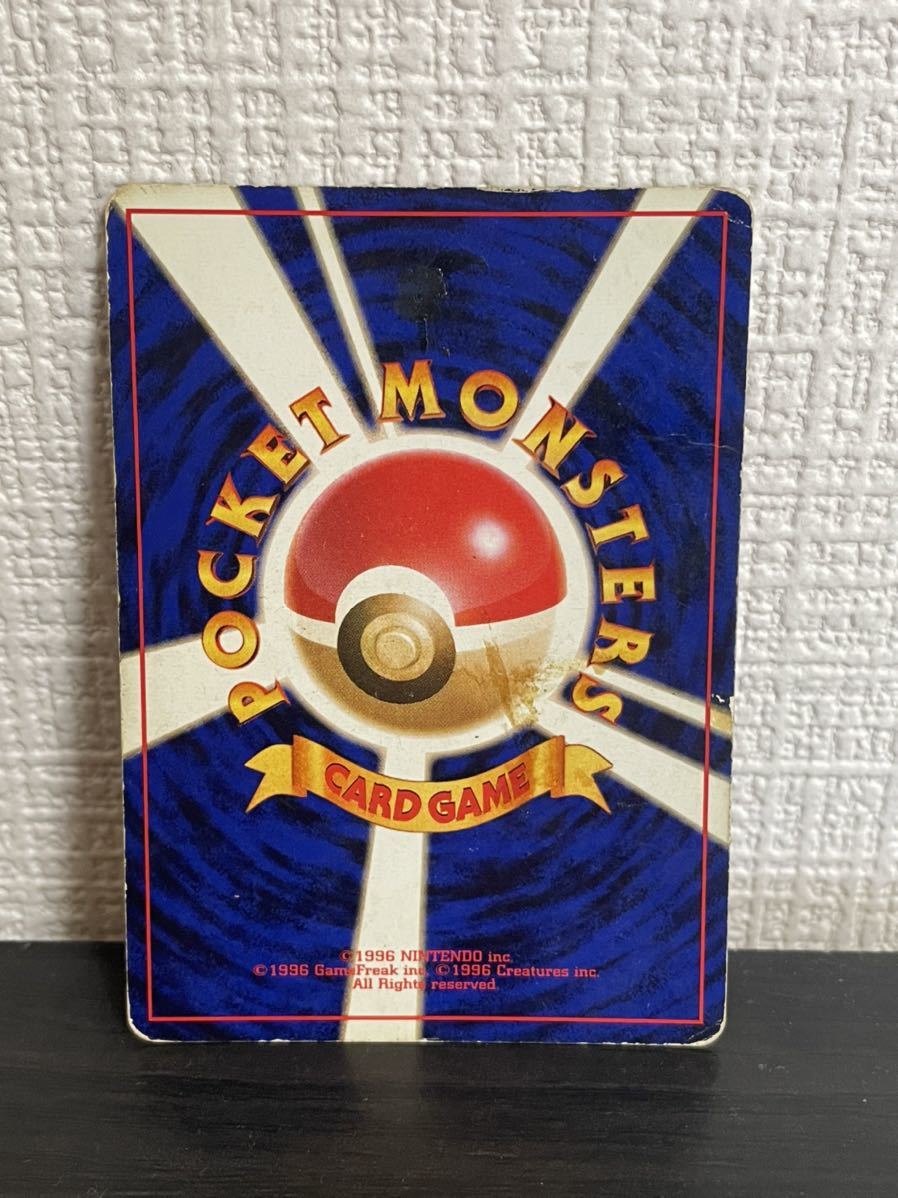 POCKET MONSTERS
CARD GAME
©1996 NINTENDO inc.
©1996 GameFreak inc. ©1996 Creatures inc.
All Rights reserved.